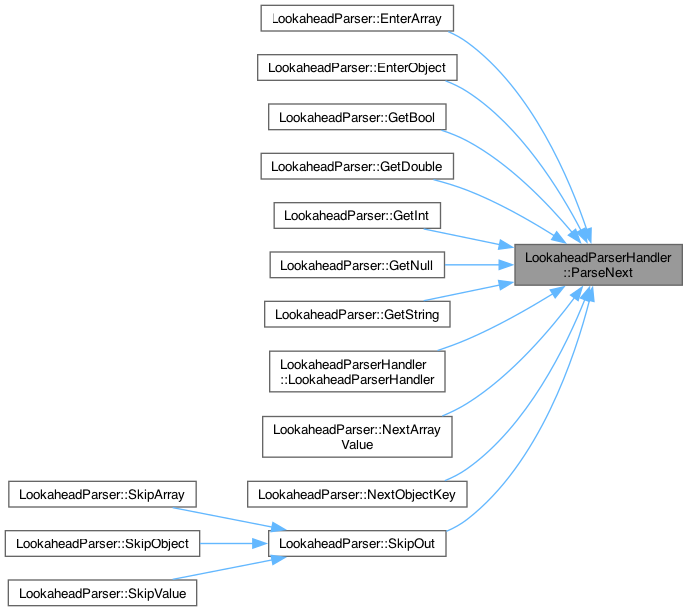 LookaheadParser::EnterArray
LookaheadParser::EnterObject
LookaheadParser::GetBool
LookaheadParser::GetDouble
LookaheadParser::GetInt
LookaheadParserHandler
::ParseNext
LookaheadParser::GetNull
LookaheadParser::GetString
LookaheadParserHandler
::LookaheadParserHandler
LookaheadParser::NextArray
Value
LookaheadParser::SkipArray
LookaheadParser::NextObjectKey
LookaheadParser::SkipObject
LookaheadParser::SkipOut
LookaheadParser::SkipValue